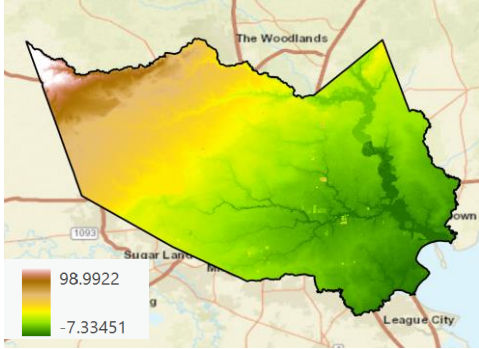 The Woodlands
1093
Sugar Land
own
98.9922
-7.33451
League City